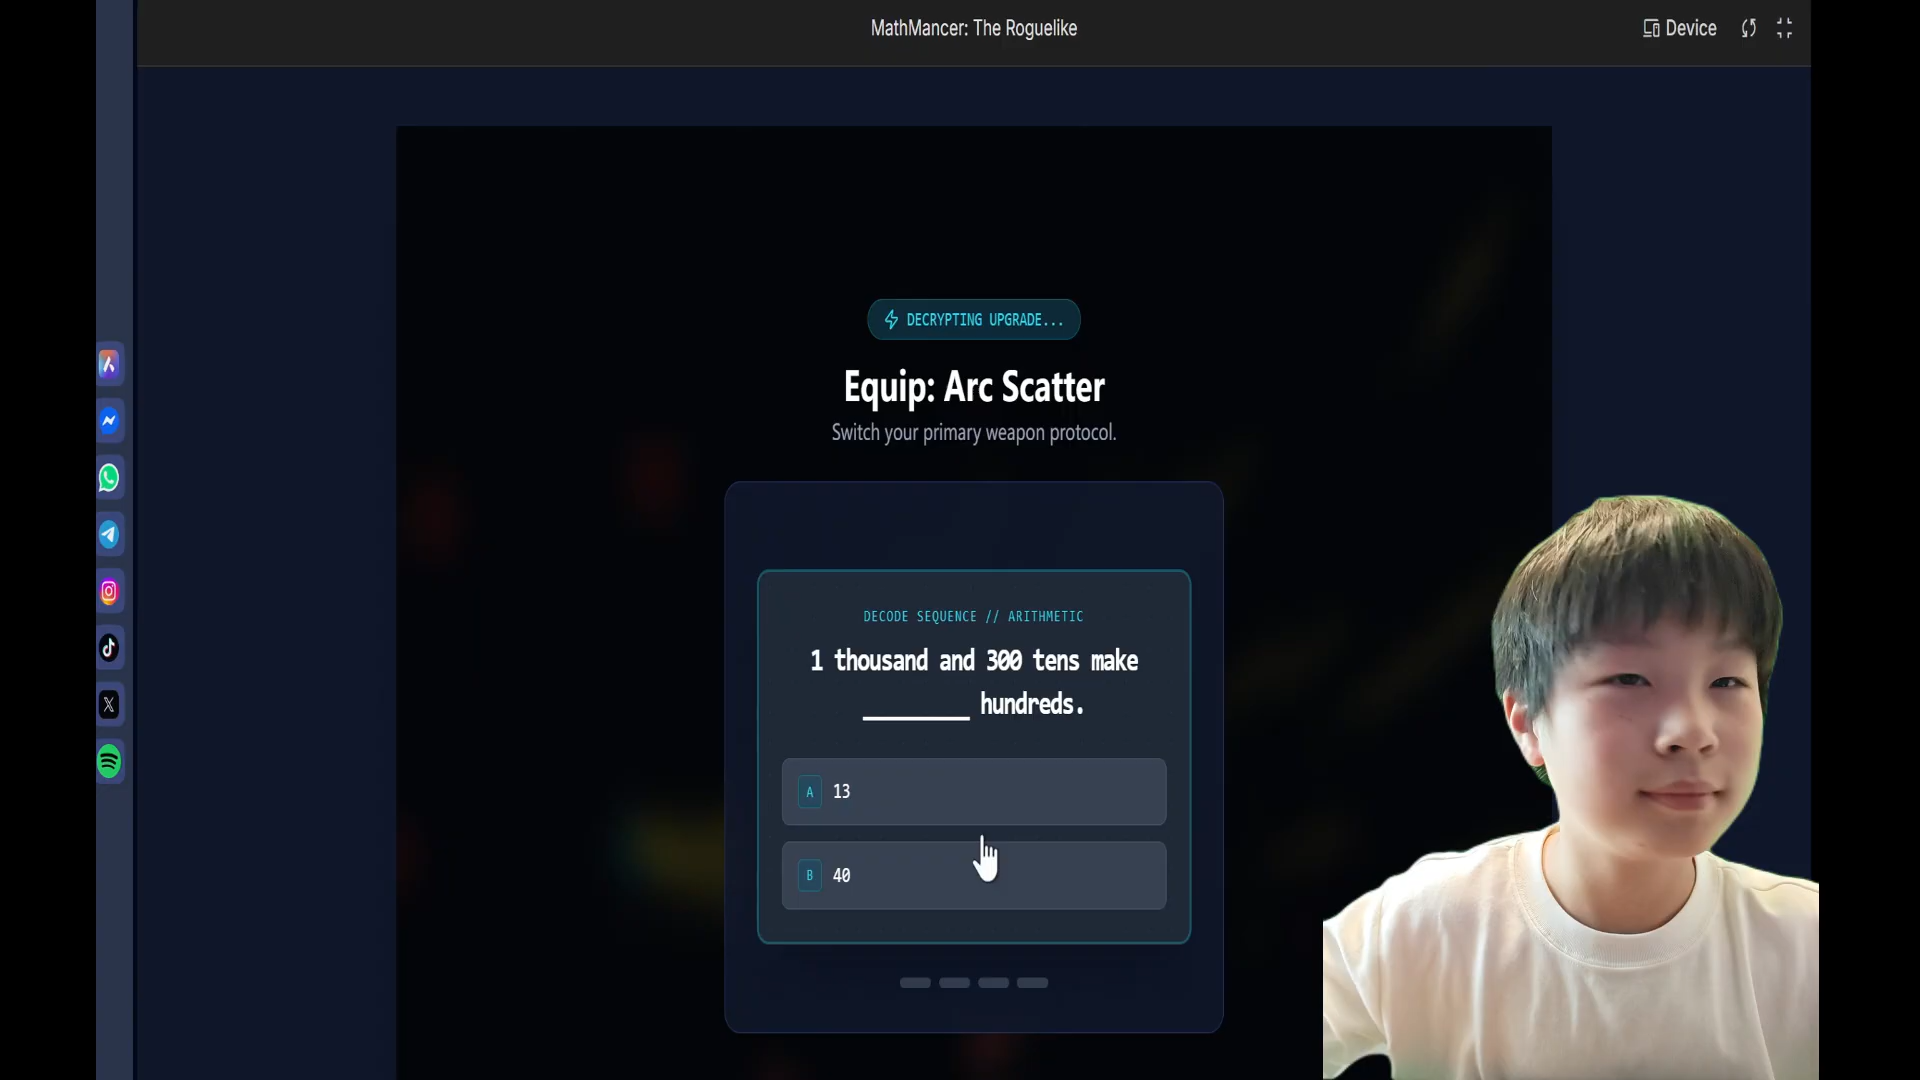 MathMancer: The Roguelike
Device
DECRYPTING UPGRADE...
Equip: Arc Scatter
Switch your primary weapon protocol.
DECODE SEQUENCE // ARITHMETIC
1 thousand and 300 tens make
_________ hundreds.
A 13
B 40